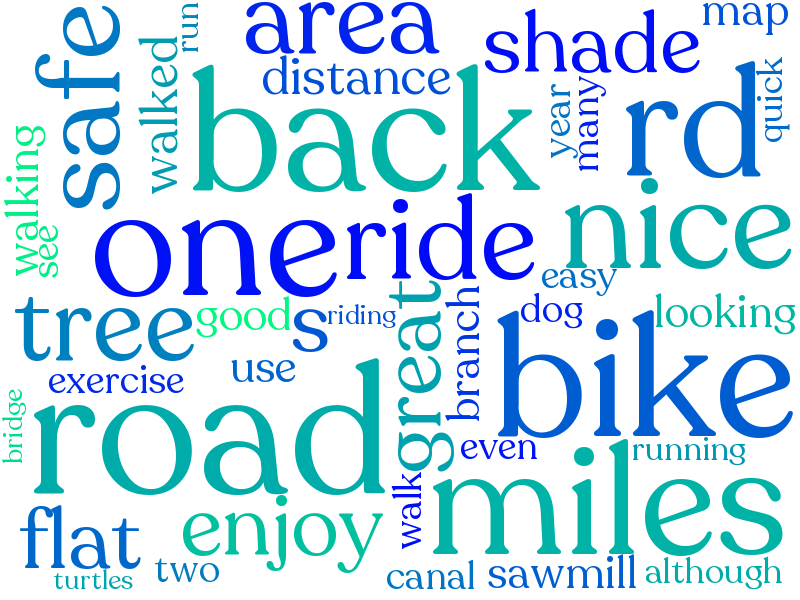 map
area
run
safe
shade
distance
walked
back
year
many
rd
quick
walking
see
nice
one
ride
easy
tree
good
s
riding
great
branch
dog
looking
bike
use
exercise
road
bridge
even
running
walk
miles
flat
enjoy
two
turtles
canal
sawmill
although